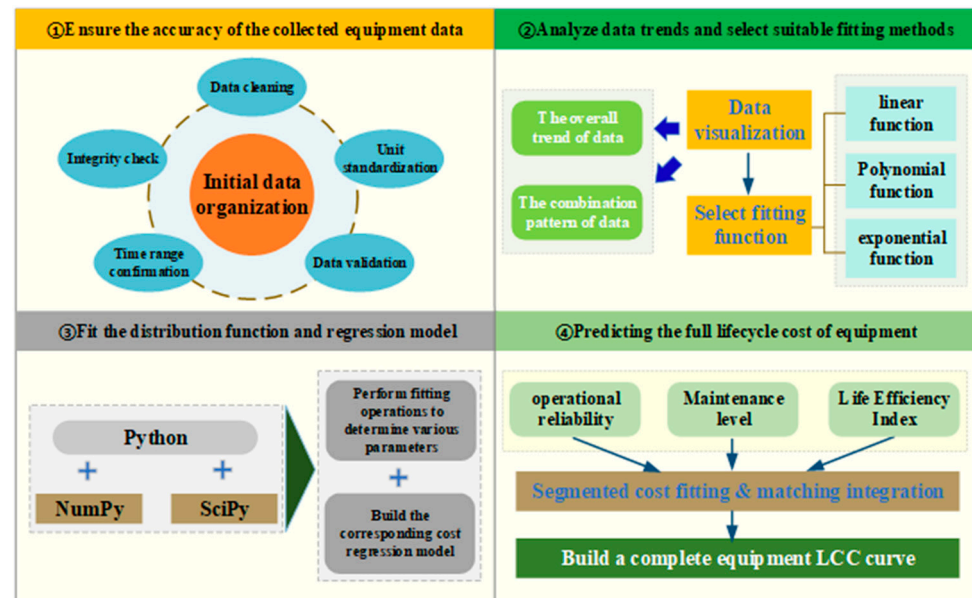 ①Ensure the accuracy of the collected equipment data
Data cleaning
Integrity check
Unit
standardization
Initial data
organization
Time range
confirmation
Data validation
②Analyze data trends and select suitable fitting methods
The overall
trend of data
The combination
pattern of data
Data
visualization
Select fitting
function
linear
function
Polynomial
function
exponential
function
③Fit the distribution function and regression model
Python
+
+
NumPy
SciPy
Perform fitting
operations to
determine various
parameters
+
Build the
corresponding cost
regression model
④Predicting the full lifecycle cost of equipment
operational
reliability
Maintenance
level
Life Efficiency
Index
Segmented cost fitting & matching integration
Build a complete equipment LCC curve